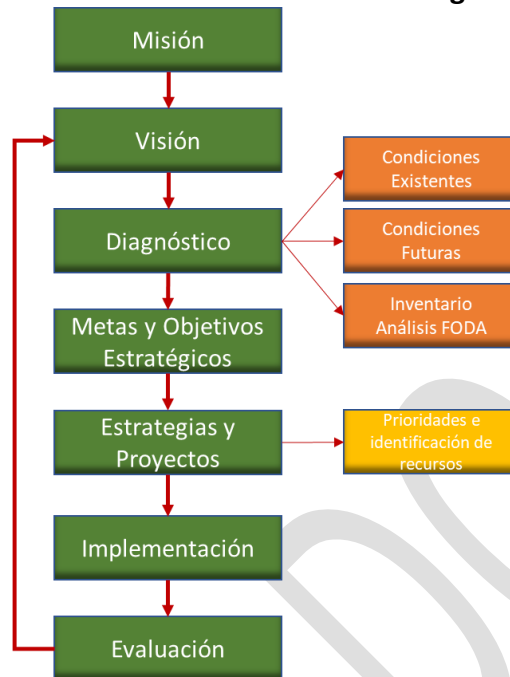 Misión
Visión
Condiciones
Existentes
Diagnóstico
Condiciones
Futuras
Inventario
Análisis FODA
Metas y Objetivos
Estratégicos
Estrategias y
Proyectos
Prioridades e
identificación de
recursos
Implementación
Evaluación